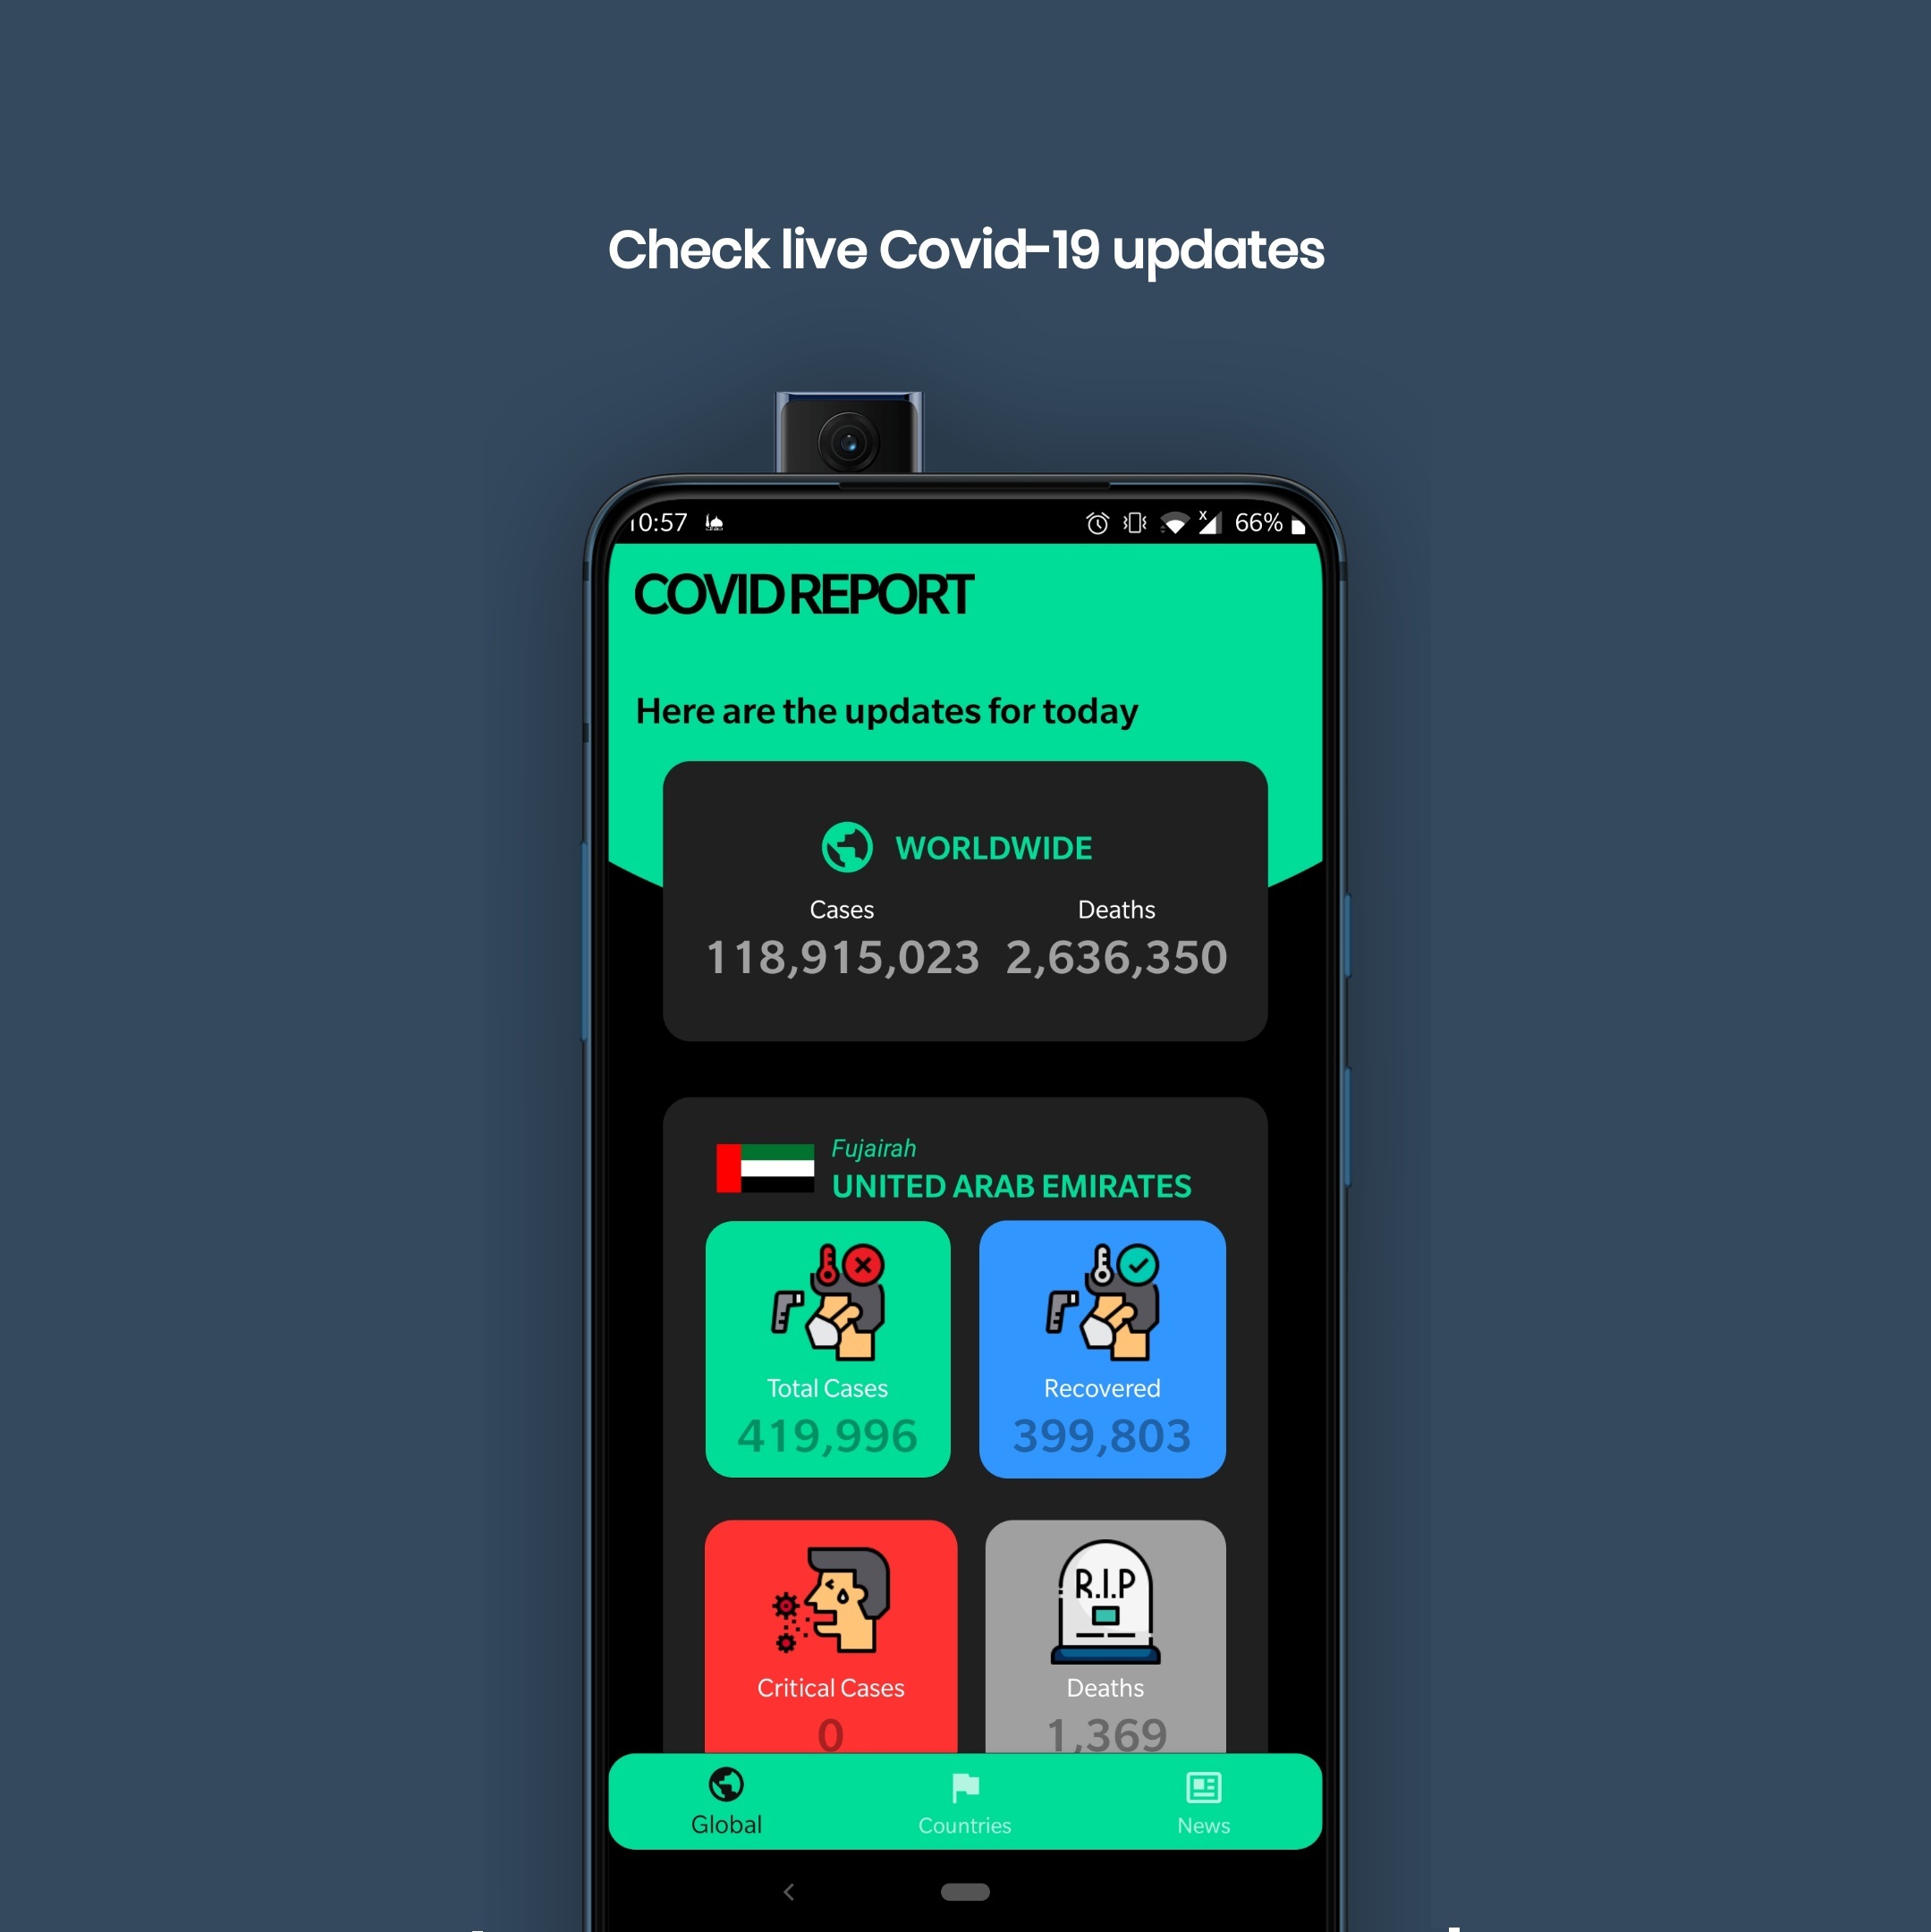 Check live Covid-19 updates
10:57
66%
COVID REPORT
Here are the updates for today
WORLDWIDE
Cases Deaths
118,915,023 2,636,350
Fujairah
UNITED ARAB EMIRATES
Total Cases Recovered
419,996 399,803
R.I.P
Critical Cases Deaths
0 1,369
Global Countries News